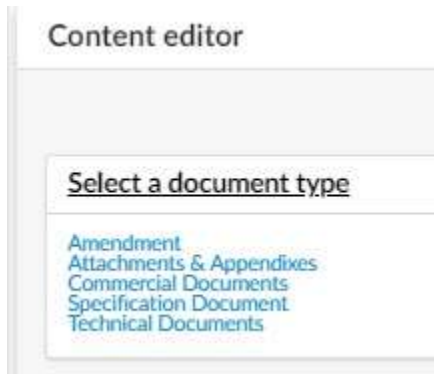 Content editor
Select a document type
Amendment
Attachments & Appendixes
Commercial Documents
Specification Document
Technical Documents